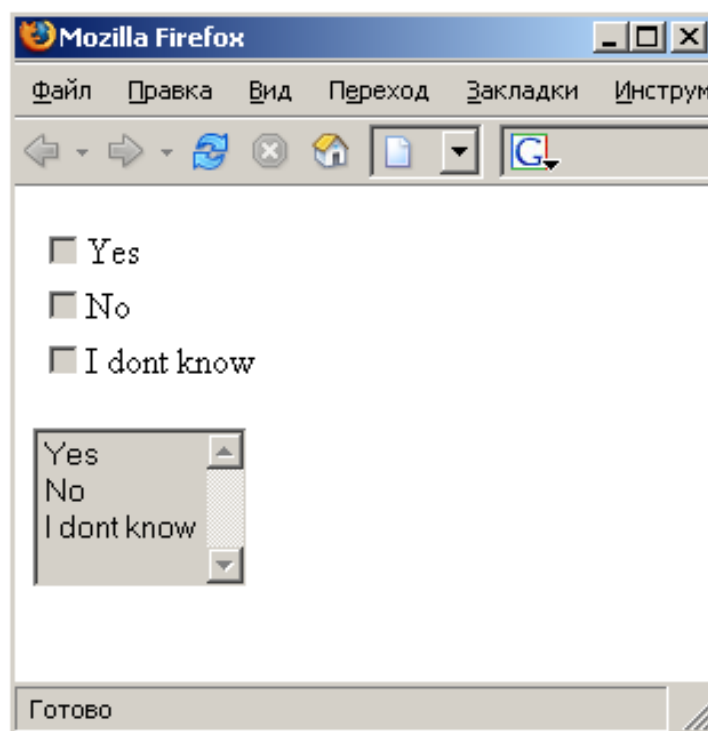 Mozilla Firefox
Файл Правка Вид Переход Закладки Инструм
G
Yes
No
I dont know
Yes
No
I dont know
Готово